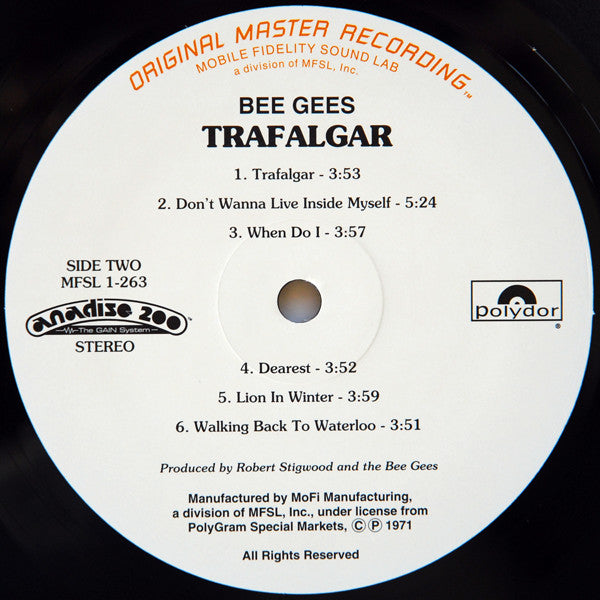 ORIGINAL MASTER RECORDING™
MOBILE FIDELITY SOUND LAB
a division of MFSL, Inc.
BEE GEES
TRAFALGAR
1. Trafalgar - 3:53
2. Don't Wanna Live Inside Myself - 5:24
3. When Do I - 3:57
SIDE TWO
MFSL 1-263
anadisc 200™
The GAIN System™
STEREO
polydor®
4. Dearest - 3:52
5. Lion In Winter - 3:59
6. Walking Back To Waterloo - 3:51
Produced by Robert Stigwood and the Bee Gees
Manufactured by MoFi Manufacturing,
a division of MFSL, Inc., under license from
PolyGram Special Markets, ⓒ ⓟ 1971
All Rights Reserved